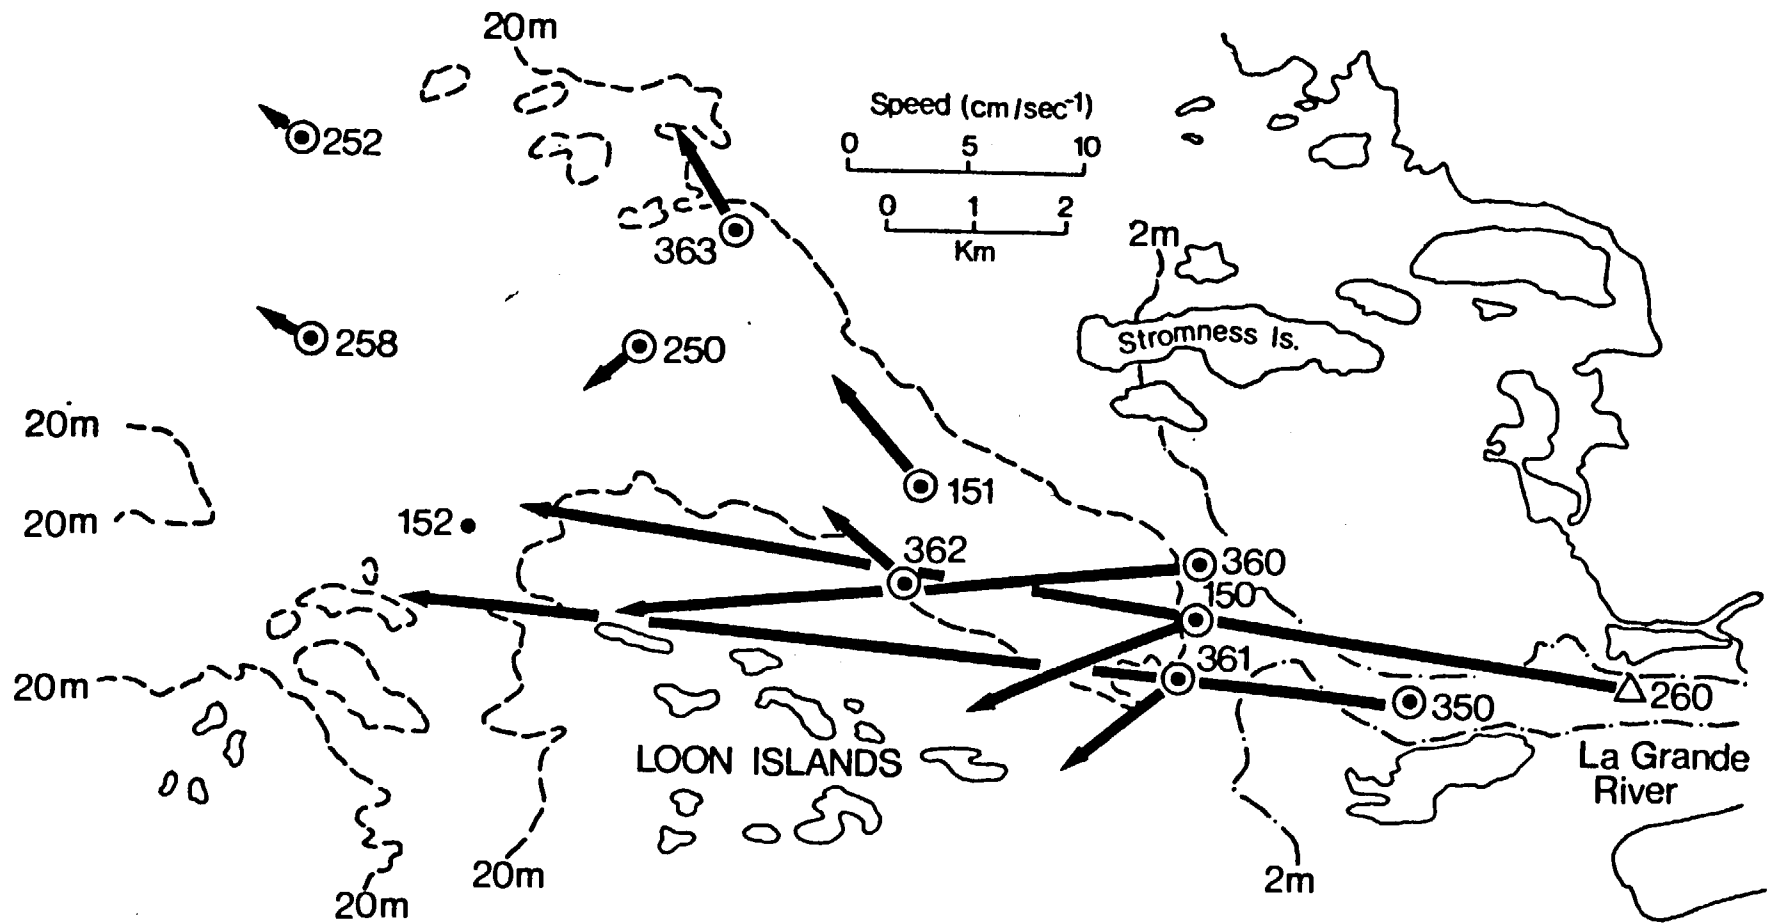 20m
Speed (cm/sec⁻¹)
0 5 10
252
0 1 2
Km
363
2m
258
250
Stromness Is.
20m
151
20m
152
362
360
150
361
20m
350
260
LOON ISLANDS
La Grande
River
20m
2m
20m